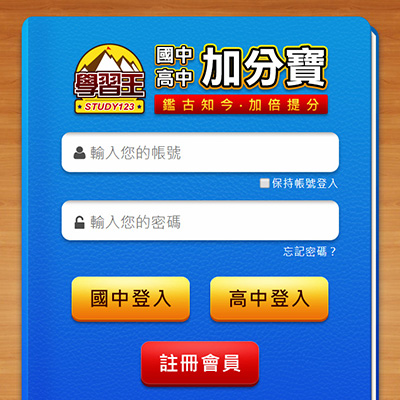 學習王
STUDY123
國中
高中
加分寶
鑑古知今・加倍提分
輸入您的帳號
保持帳號登入
輸入您的密碼
忘記密碼？
國中登入
高中登入
註冊會員